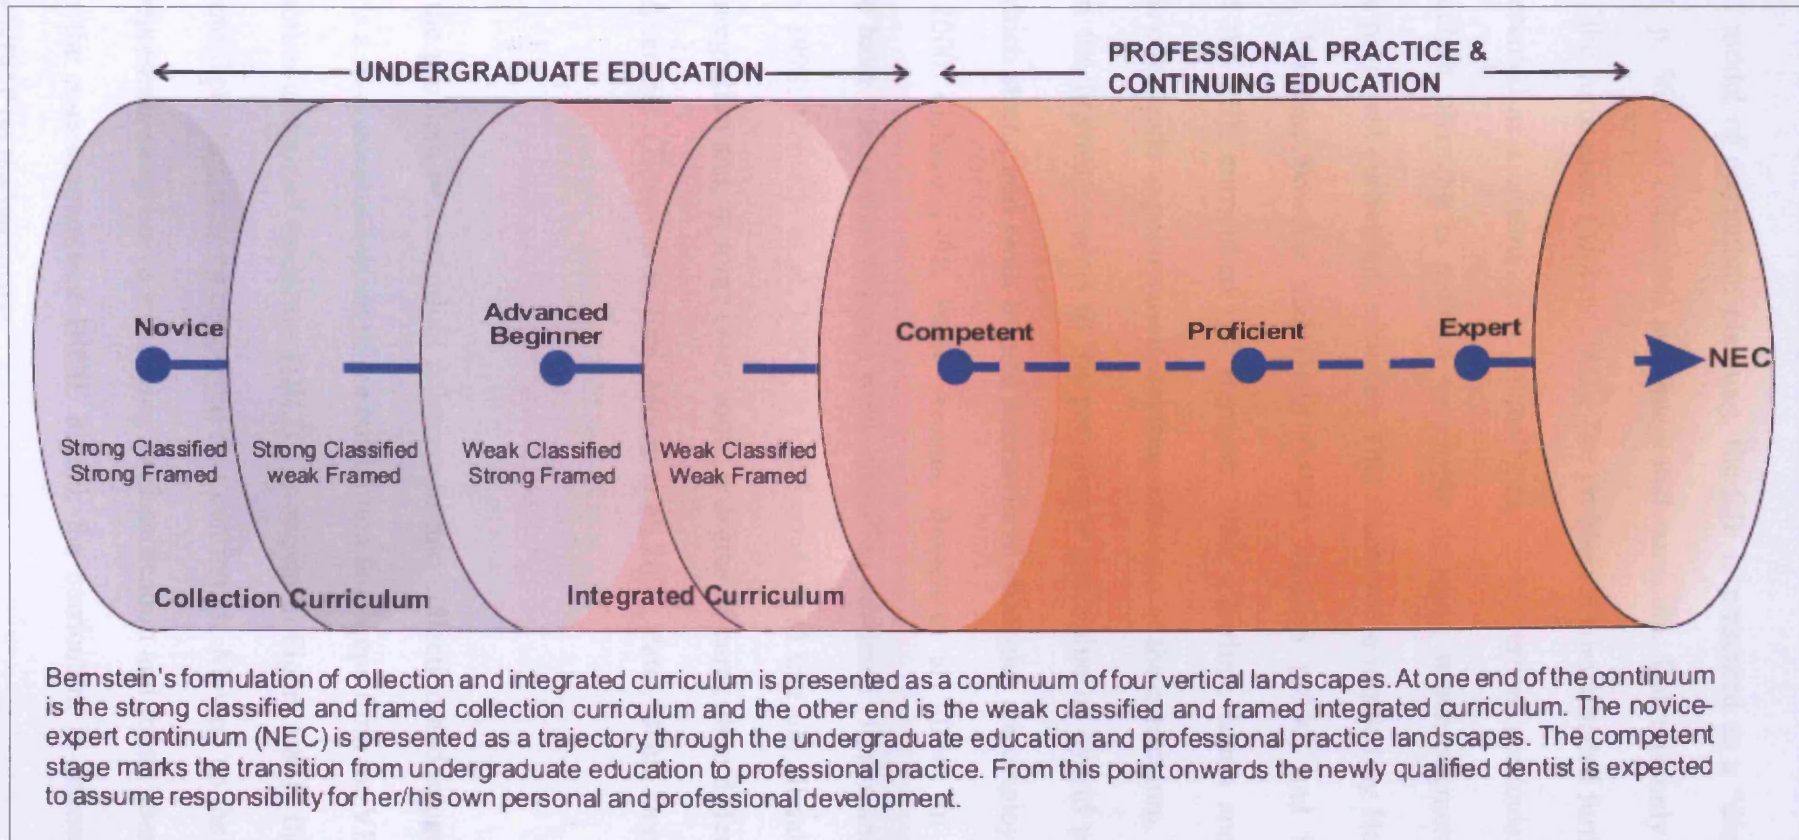 UNDERGRADUATE EDUCATION
PROFESSIONAL PRACTICE &
CONTINUING EDUCATION
Novice
Advanced
Beginner
Competent
Proficient
Expert
NEC
Strong Classified
Strong Framed
Strong Classified
weak Framed
Weak Classified
Strong Framed
Weak Classified
Weak Framed
Collection Curriculum
Integrated Curriculum
Bernstein's formulation of collection and integrated curriculum is presented as a continuum of four vertical landscapes. At one end of the continuum
is the strong classified and framed collection curriculum and the other end is the weak classified and framed integrated curriculum. The novice-
expert continuum (NEC) is presented as a trajectory through the undergraduate education and professional practice landscapes. The competent
stage marks the transition from undergraduate education to professional practice. From this point onwards the newly qualified dentist is expected
to assume responsibility for her/his own personal and professional development.